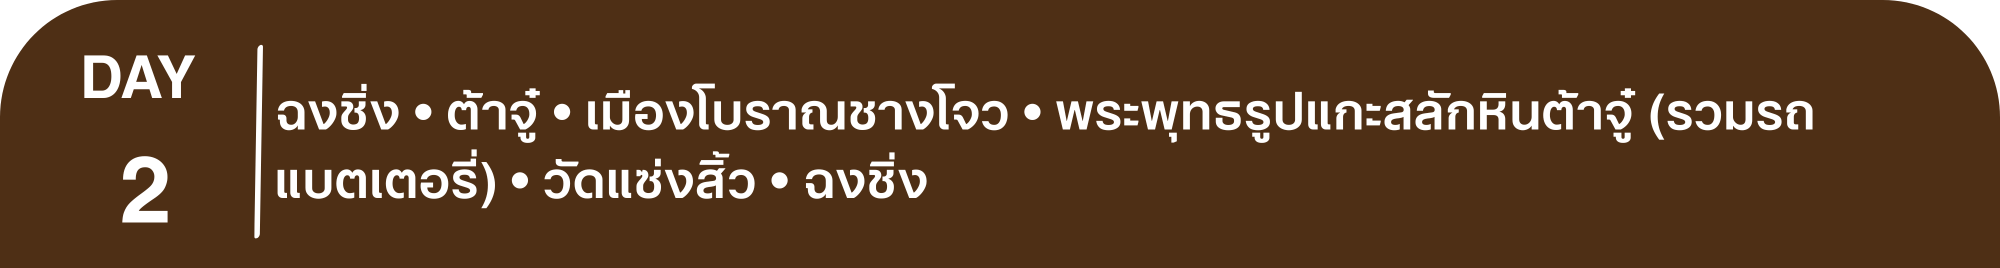 DAY
2
ฉงชิ่ง • ต้าจู๋ • เมืองโบราณชางโจว • พระพุทธรูปแกะสลักหินต้าจู๋ (รวมรถ
แบตเตอรี่) • วัดแซ่งสิ้ว • ฉงชิ่ง